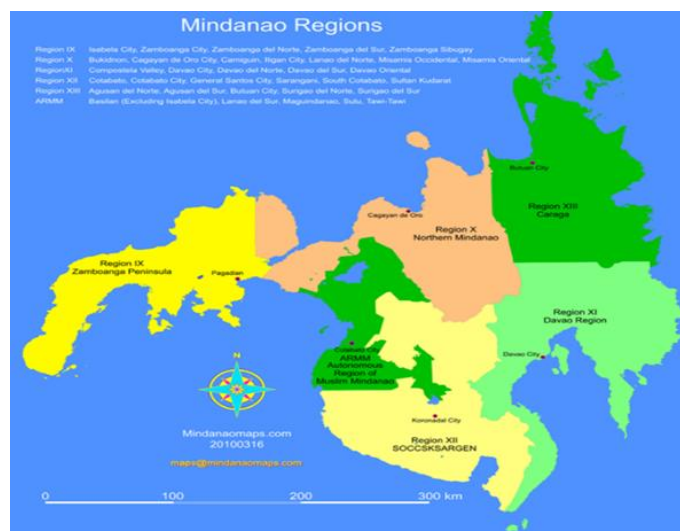 Mindanao Regions
Region IX Isabela City, Zamboanga City, Zamboanga del Norte, Zamboanga del Sur, Zamboanga Sibugay
Region X Bukidnon, Cagayan de Oro City, Camiguin, Iligan City, Lanao del Norte, Misamis Occidental, Misamis Oriental
RegionXI Compostela Valley, Davao City, Davao del Norte, Davao del Sur, Davao Oriental
Region XII Cotabato, Cotabato City, General Santos City, Sarangani, South Cotabato, Sultan Kudarat
Region XIII Agusan del Norte, Agusan del Sur, Butuan City, Surigao del Norte, Surigao del Sur
ARMM Basilan (Excluding Isabela City), Lanao del Sur, Maguindanao, Sulu, Tawi-Tawi
Butuan City
Region XIII
Caraga
Cagayan de Oro
Region X
Northern Mindanao
Region IX
Zamboanga Peninsula
Pagadian
Region XI
Davao Region
Davao City
Cotabato City
ARMM
Autonomous
Region of
Muslim Mindanao
N
Koronadal City
Mindanaomaps.com
20100316
Region XII
SOCCSKSARGEN
maps@mindanaomaps.com
0 100 200 300 km